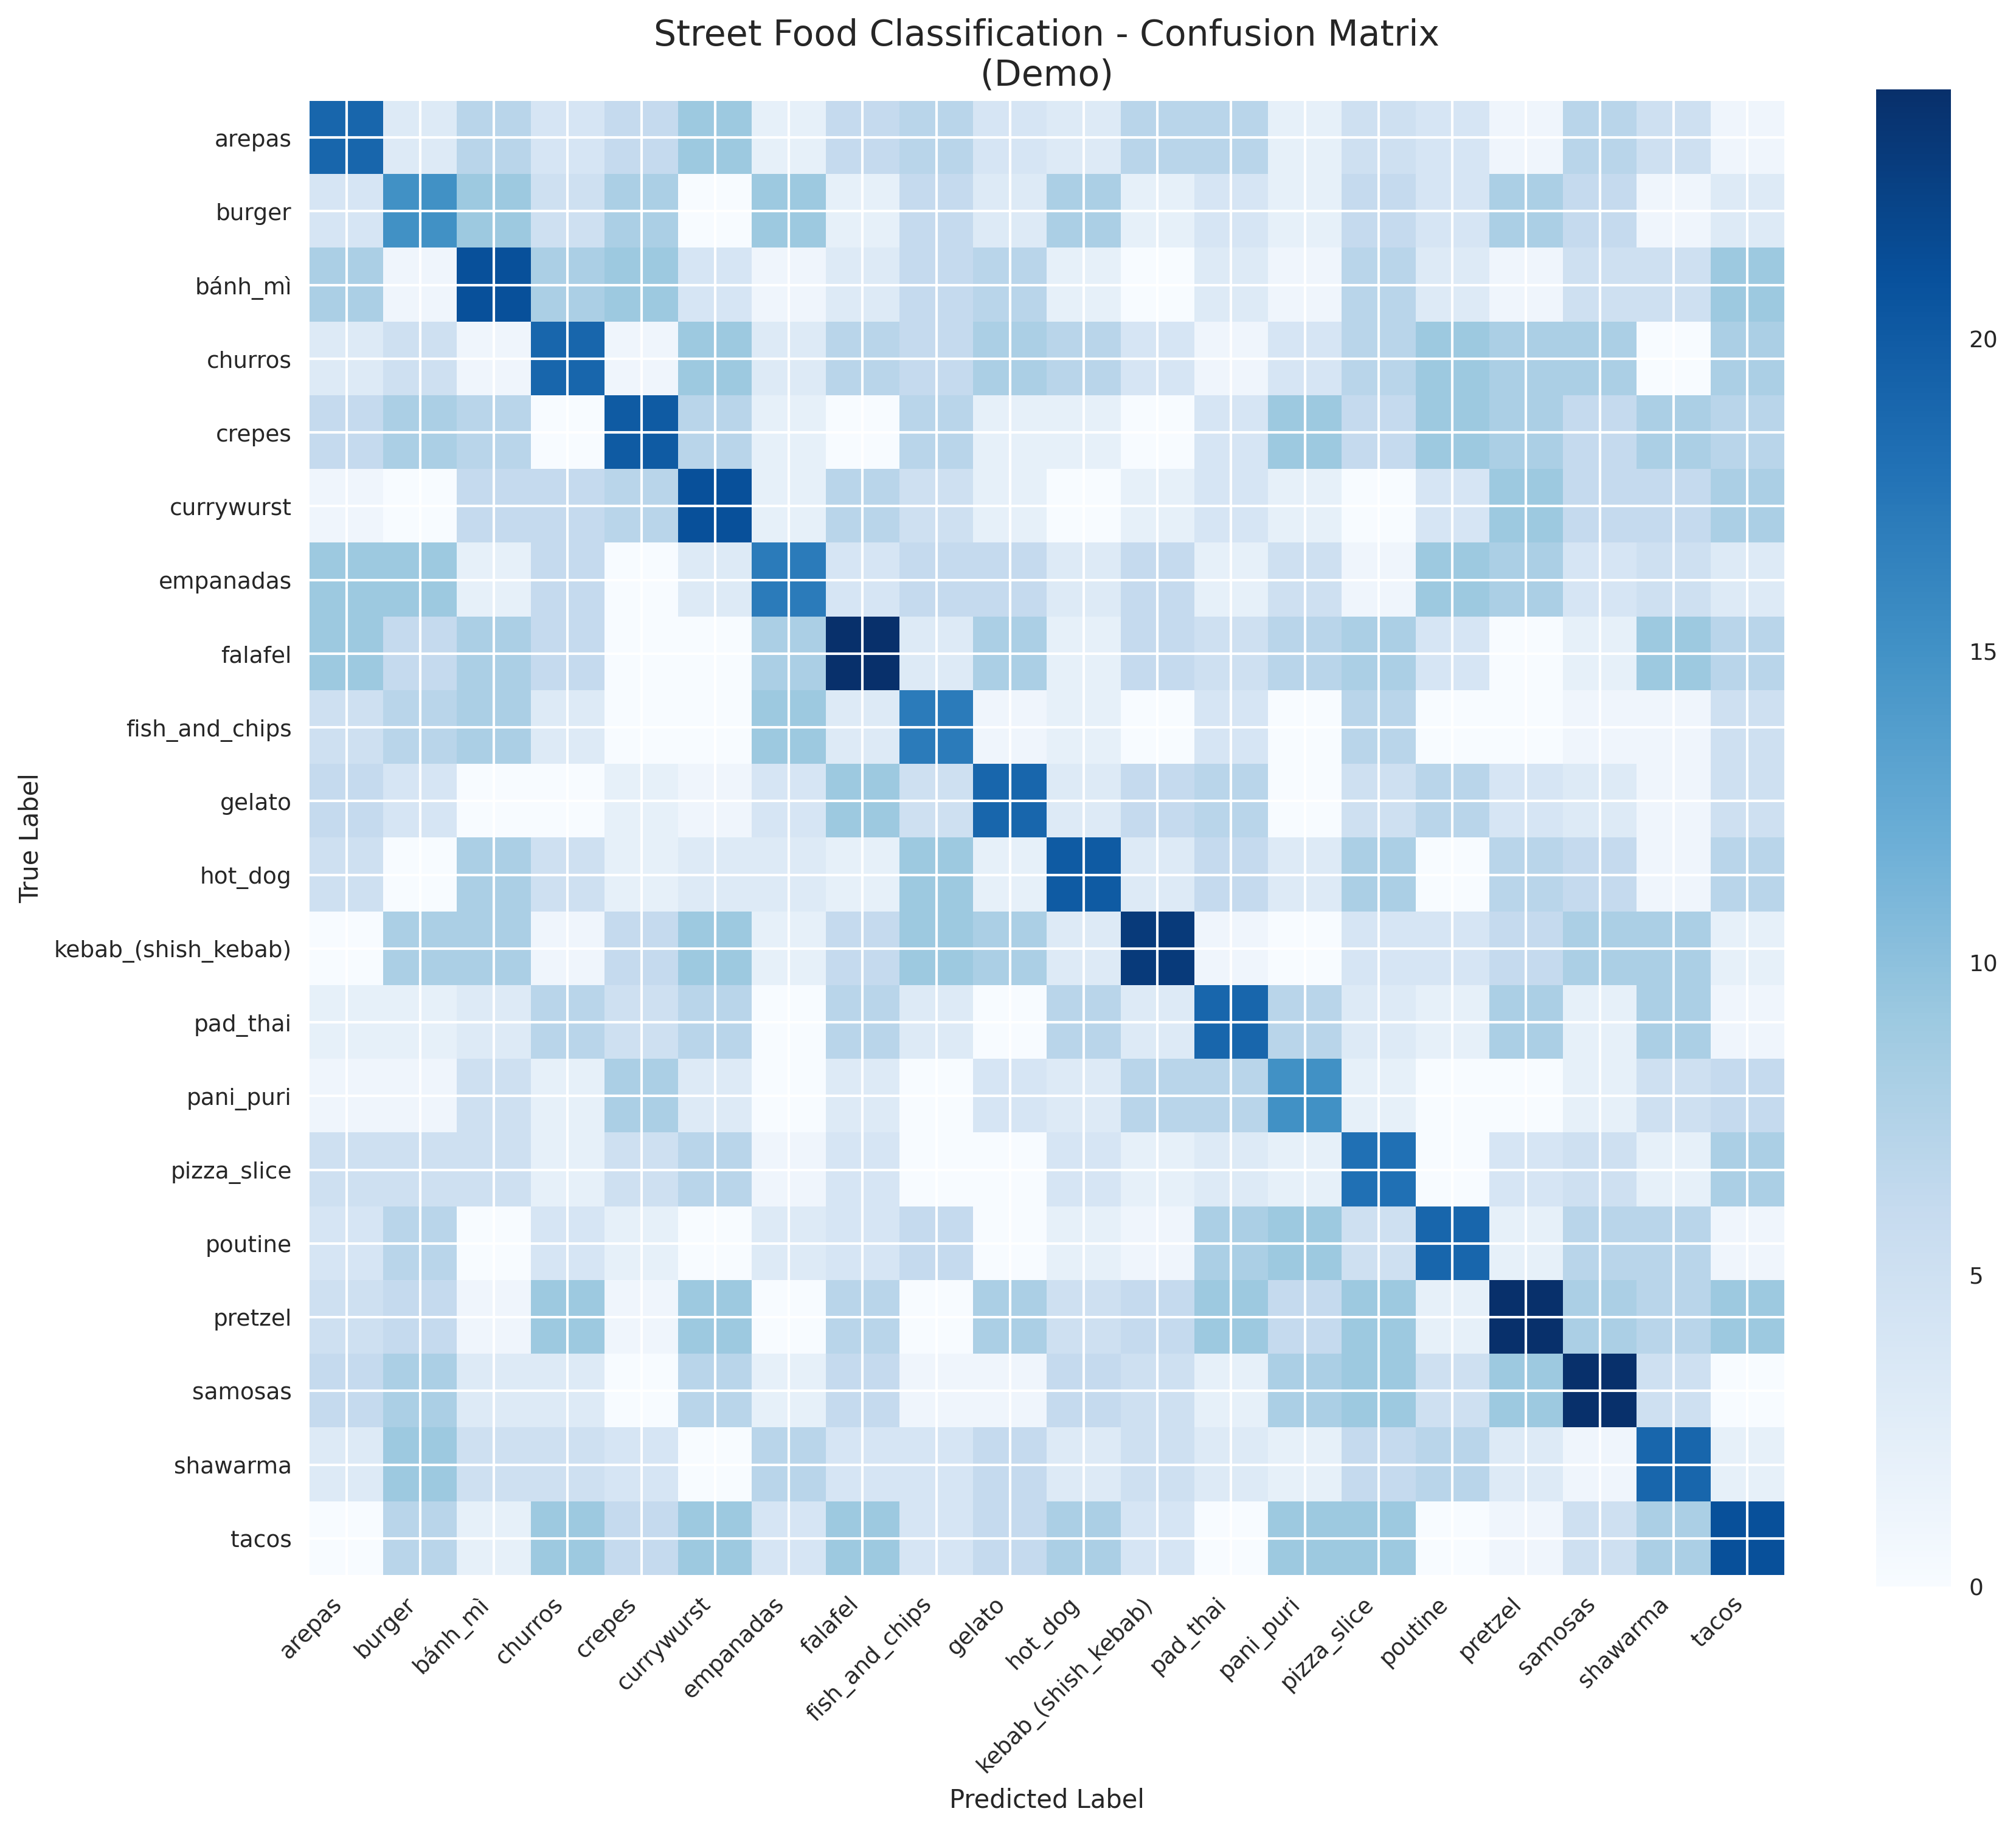 Street Food Classification - Confusion Matrix
(Demo)
True Label
arepas
burger
bánh_mì
churros
crepes
currywurst
empanadas
falafel
fish_and_chips
gelato
hot_dog
kebab_(shish_kebab)
pad_thai
pani_puri
pizza_slice
poutine
pretzel
samosas
shawarma
tacos
arepas
burger
bánh_mì
churros
crepes
currywurst
empanadas
falafel
fish_and_chips
gelato
hot_dog
kebab_(shish_kebab)
pad_thai
pani_puri
pizza_slice
poutine
pretzel
samosas
shawarma
tacos
Predicted Label
20
15
10
5
0